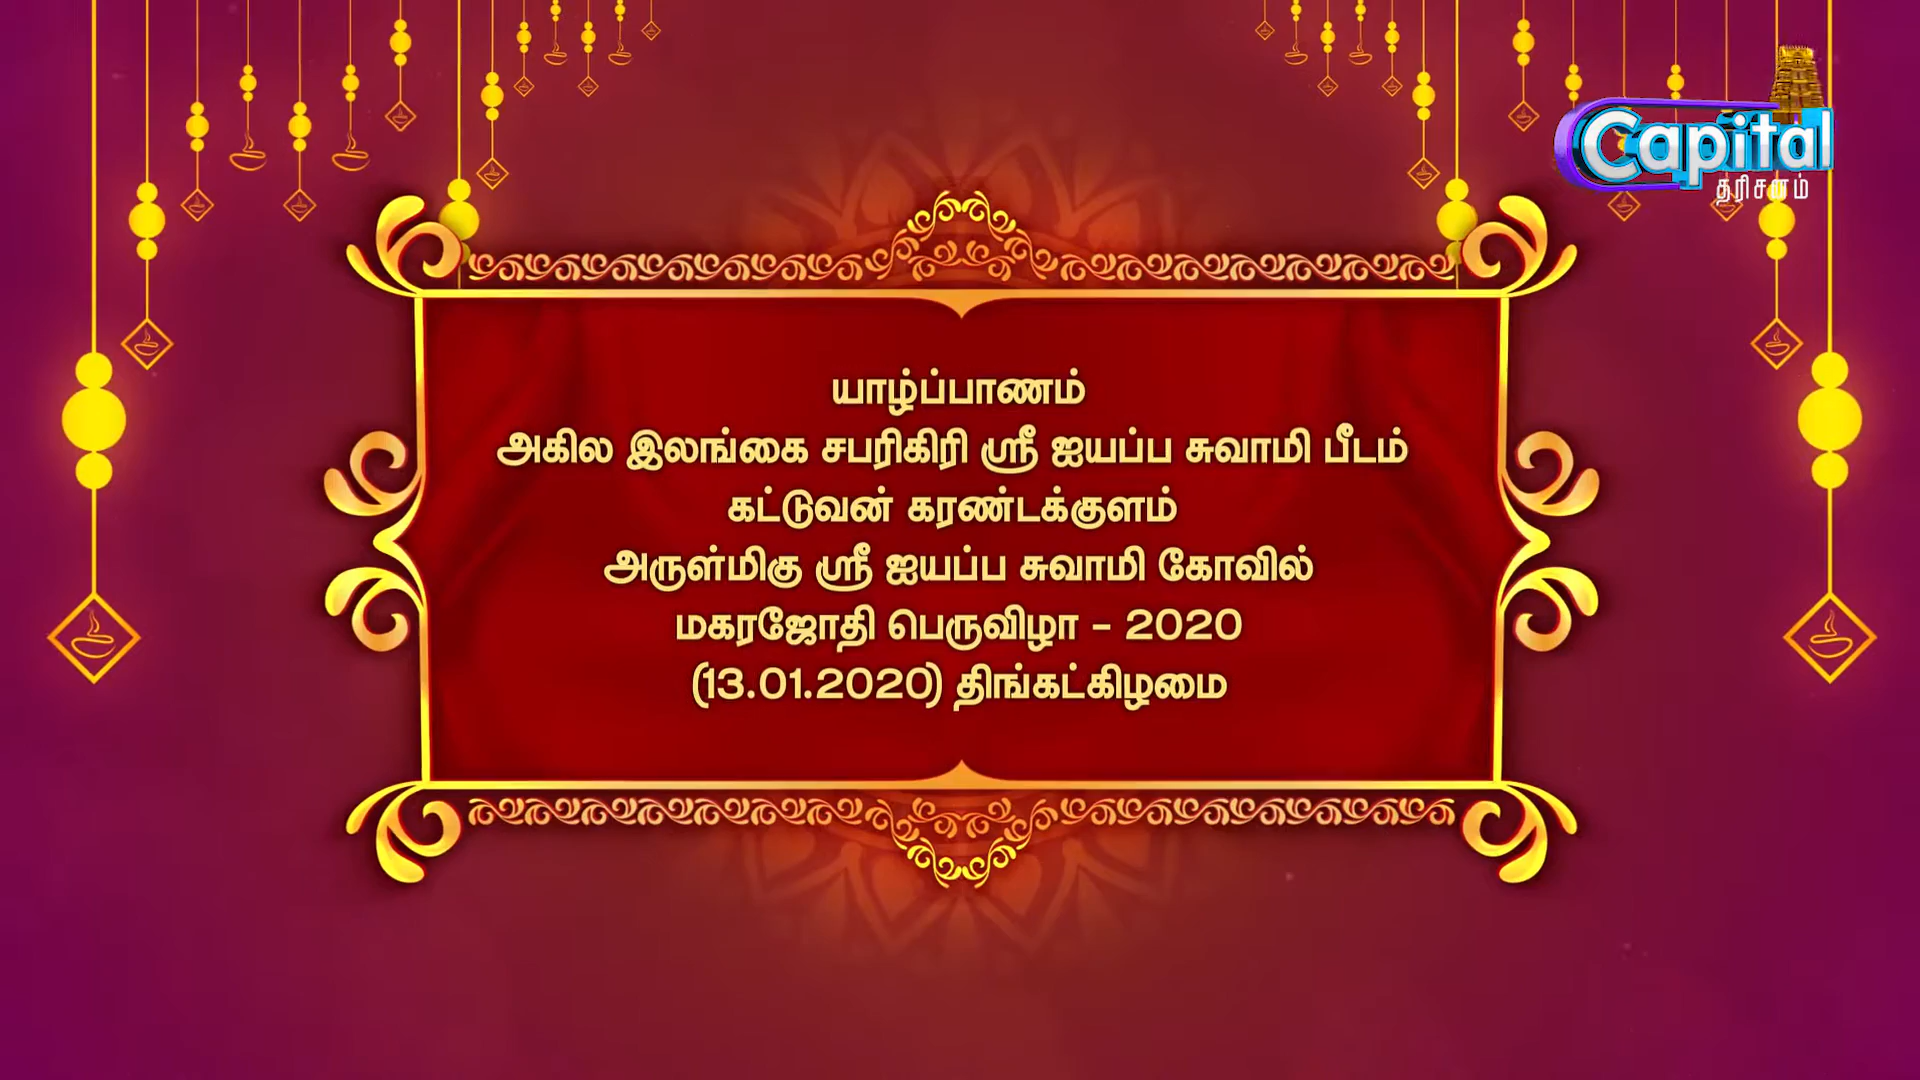 Capital
தரிசனம்
யாழ்ப்பாணம்
அகில இலங்கை சபரிகிரி ஸ்ரீ ஐயப்ப சுவாமி பீடம்
கட்டுவன் கரண்டக்குளம்
அருள்மிகு ஸ்ரீ ஐயப்ப சுவாமி கோவில்
மகரஜோதி பெருவிழா - 2020
(13.01.2020) திங்கட்கிழமை